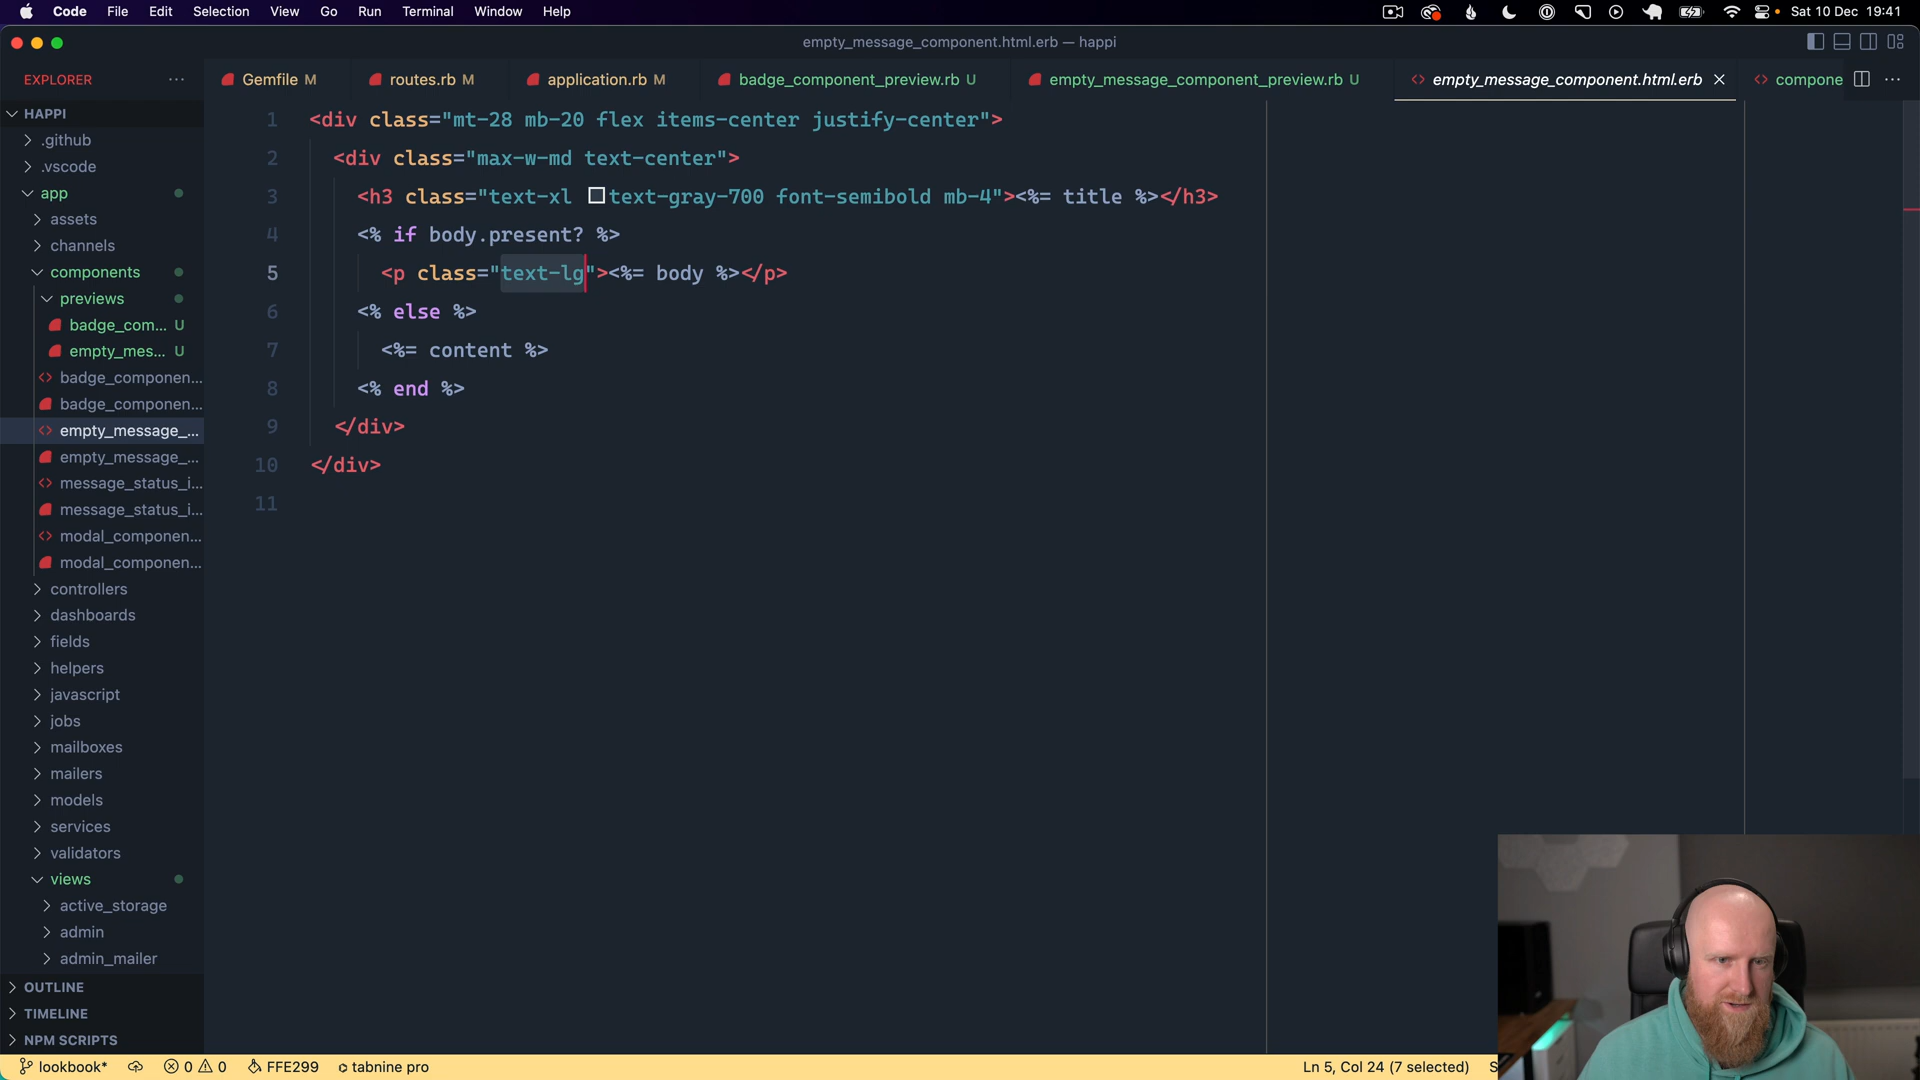 Code File Edit Selection View Go Run Terminal Window Help Sat 10 Dec 19:41
empty_message_component.html.erb — happi
EXPLORER ···
Gemfile M
routes.rb M
application.rb M
badge_component_preview.rb U
empty_message_component_preview.rb U
empty_message_component.html.erb
compone
HAPPI
.github
.vscode
app
assets
channels
components
previews
badge_com... U
empty_mes... U
badge_componen...
badge_componen...
empty_message_...
empty_message_...
message_status_i...
message_status_i...
modal_componen...
modal_componen...
controllers
dashboards
fields
helpers
javascript
jobs
mailboxes
mailers
models
services
validators
views
active_storage
admin
admin_mailer
OUTLINE
TIMELINE
NPM SCRIPTS
1 <div class="mt-28 mb-20 flex items-center justify-center">
2 <div class="max-w-md text-center">
3 <h3 class="text-xl text-gray-700 font-semibold mb-4"><%= title %></h3>
4 <% if body.present? %>
5 <p class="text-lg"><%= body %></p>
6 <% else %>
7 <%= content %>
8 <% end %>
9 </div>
10 </div>
11
lookbook* 0 0 FFE299 tabnine pro Ln 5, Col 24 (7 selected) S